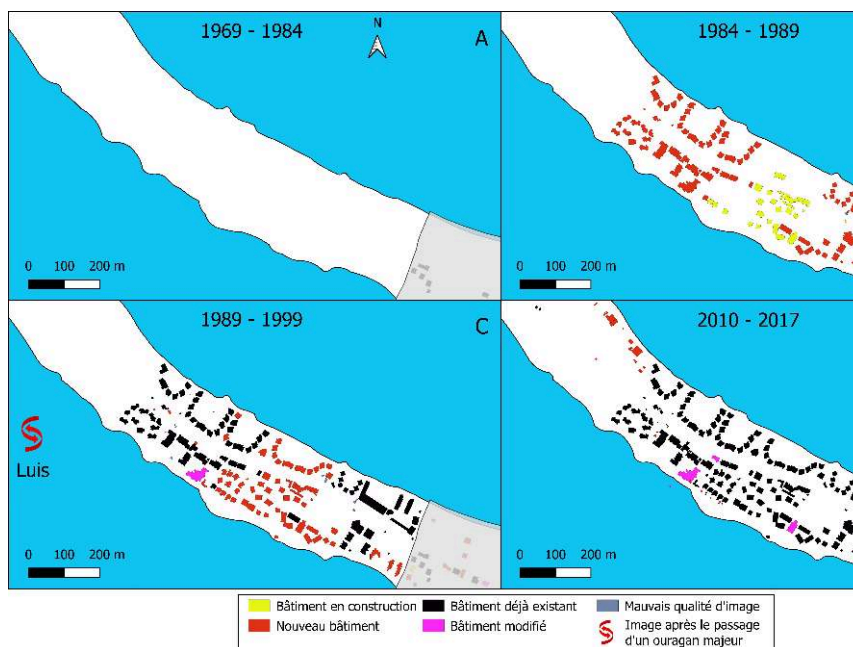 1969 - 1984
N
A
0 100 200 m
1984 - 1989
0 100 200 m
1989 - 1999
C
Luis
0 100 200 m
2010 - 2017
0 100 200 m
Bâtiment en construction
Bâtiment déjà existant
Mauvais qualité d'image
Nouveau bâtiment
Bâtiment modifié
Image après le passage
d'un ouragan majeur